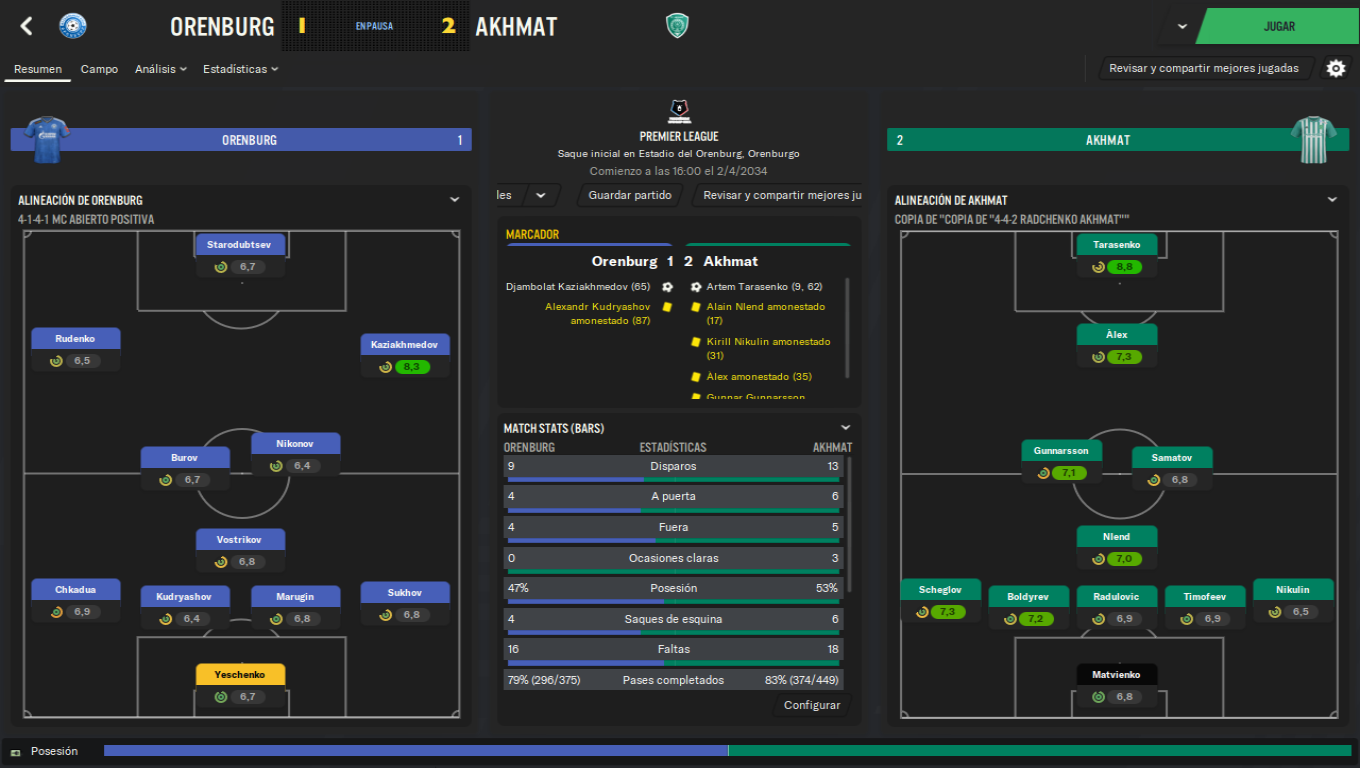 ORENBURG 1 EN PAUSA 2 AKHMAT
JUGAR
Resumen Campo Análisis Estadísticas
Revisar y compartir mejores jugadas
ORENBURG 1
PREMIER LEAGUE
Saque inicial en Estadio del Orenburg, Orenburgo
Comienzo a las 16:00 el 2/4/2034
les Guardar partido Revisar y compartir mejores ju
2 AKHMAT
ALINEACIÓN DE ORENBURG
4-1-4-1 MC ABIERTO POSITIVA
Starodubtsev
6,7
Rudenko
6,5
Kaziakhmedov
8,3
Nikonov
6,4
Burov
6,7
Vostrikov
6,8
Chkadua
6,9
Kudryashov
6,4
Marugin
6,8
Sukhov
6,8
Yeschenko
6,7
MARCADOR
Orenburg 1 2 Akhmat
Djambolat Kaziakhmedov (65)
Alexandr Kudryashov
amonestado (87)
Artem Tarasenko (9, 62)
Alain Nlend amonestado
(17)
Kirill Nikulin amonestado
(31)
Àlex amonestado (35)
Gunnar Gunnarsson
MATCH STATS (BARS)
ORENBURG ESTADÍSTICAS AKHMAT
9 Disparos 13
4 A puerta 6
4 Fuera 5
0 Ocasiones claras 3
47% Posesión 53%
4 Saques de esquina 6
16 Faltas 18
79% (296/375) Pases completados 83% (374/449)
Configurar
ALINEACIÓN DE AKHMAT
COPIA DE "COPIA DE "4-4-2 RADCHENKO AKHMAT""
Tarasenko
8,8
Àlex
7,3
Gunnarsson
7,1
Samatov
6,8
Nlend
7,0
Scheglov
7,3
Boldyrev
7,2
Radulovic
6,9
Timofeev
6,9
Nikulin
6,5
Matvienko
6,8
Posesión